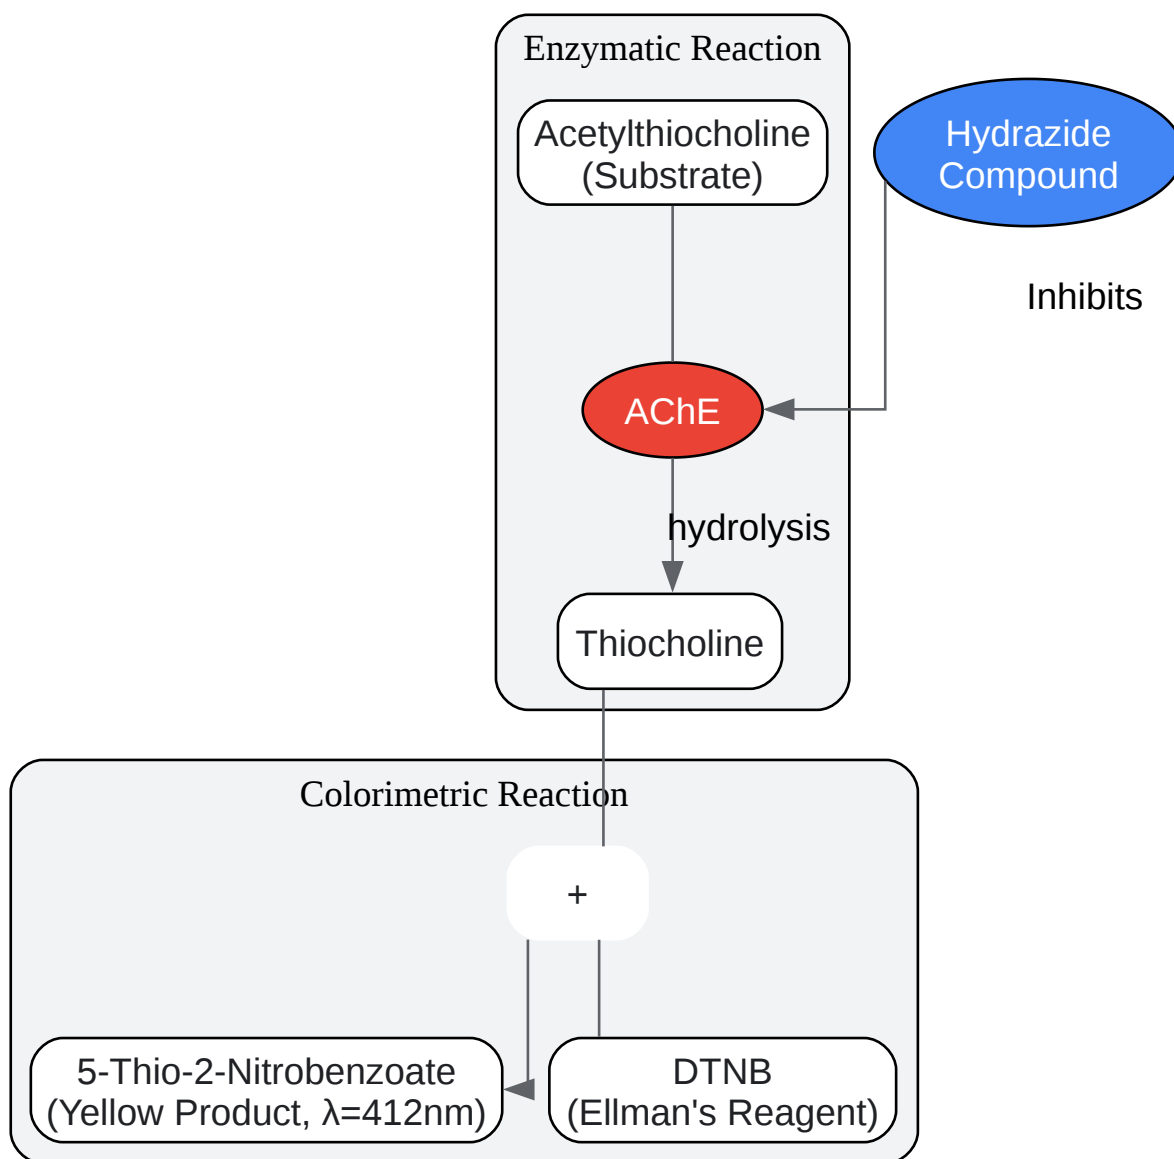 Enzymatic Reaction
Acetylthiocholine
(Substrate)
Hydrazide
Compound
Inhibits
AChE
hydrolysis
Thiocholine
Colorimetric Reaction
+
5-Thio-2-Nitrobenzoate
(Yellow Product, λ=412nm)
DTNB
(Ellman's Reagent)